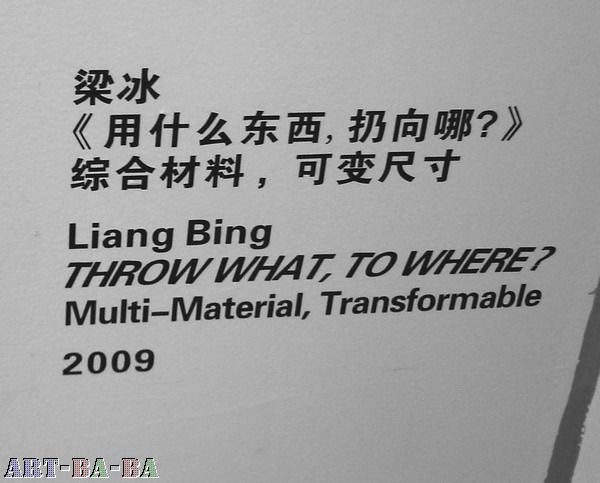 梁冰
《用什么东西,扔向哪?》
综合材料，可变尺寸
Liang Bing
THROW WHAT, TO WHERE?
Multi-Material, Transformable
2009
ART-BA-BA